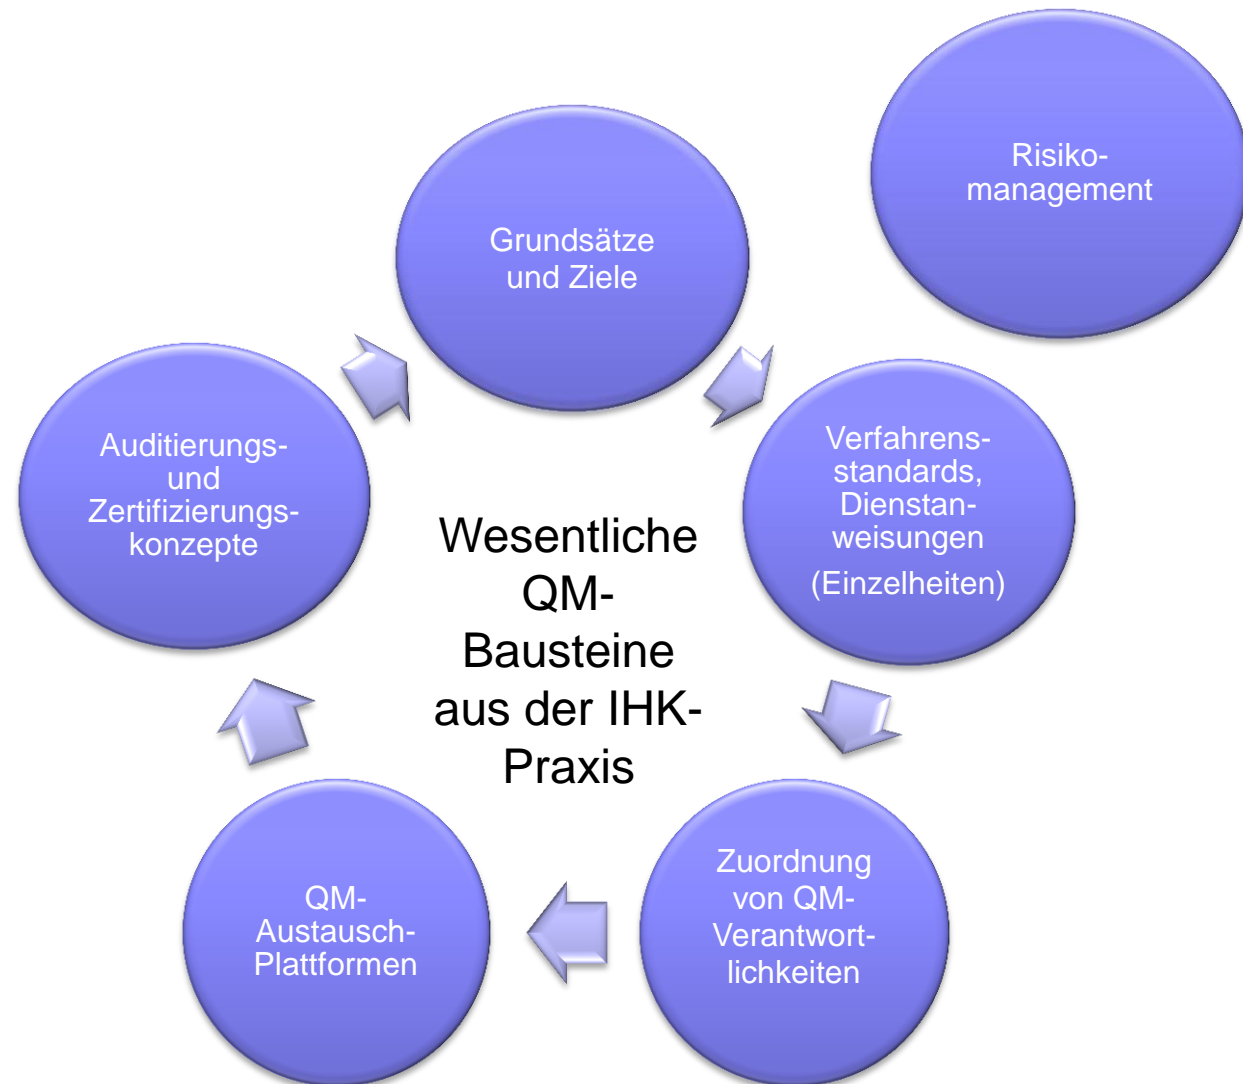 Risiko-
management
Grundsätze
und Ziele
Verfahrens-
standards,
Dienstan-
weisungen
(Einzelheiten)
Zuordnung
von QM-
Verantwort-
lichkeiten
QM-
Austausch-
Plattformen
Auditierungs-
und
Zertifizierungs-
konzepte
Wesentliche
QM-
Bausteine
aus der IHK-
Praxis